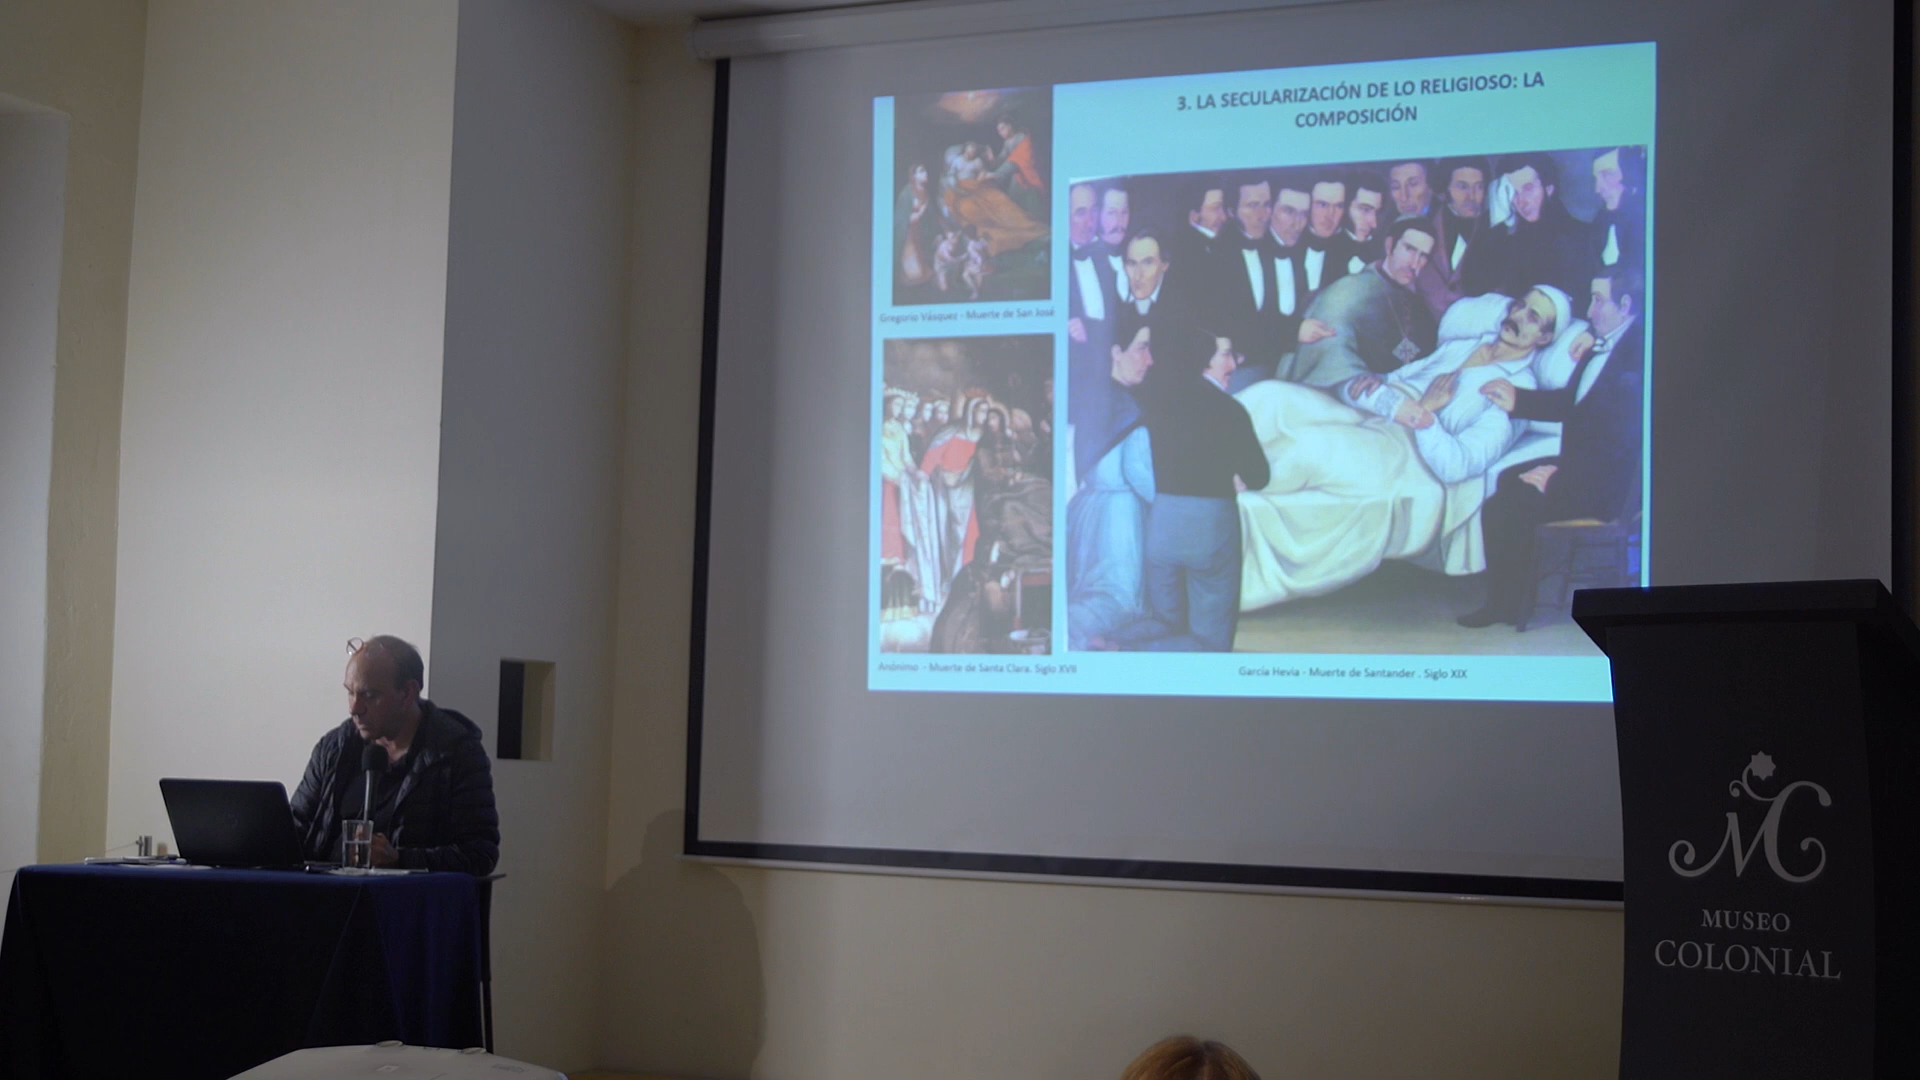 3. LA SECULARIZACIÓN DE LO RELIGIOSO: LA
COMPOSICIÓN
Gregorio Vásquez - Muerte de San José
Anónimo - Muerte de Santa Clara. Siglo XVII
García Hevia - Muerte de Santander . Siglo XIX
MC
MUSEO
COLONIAL